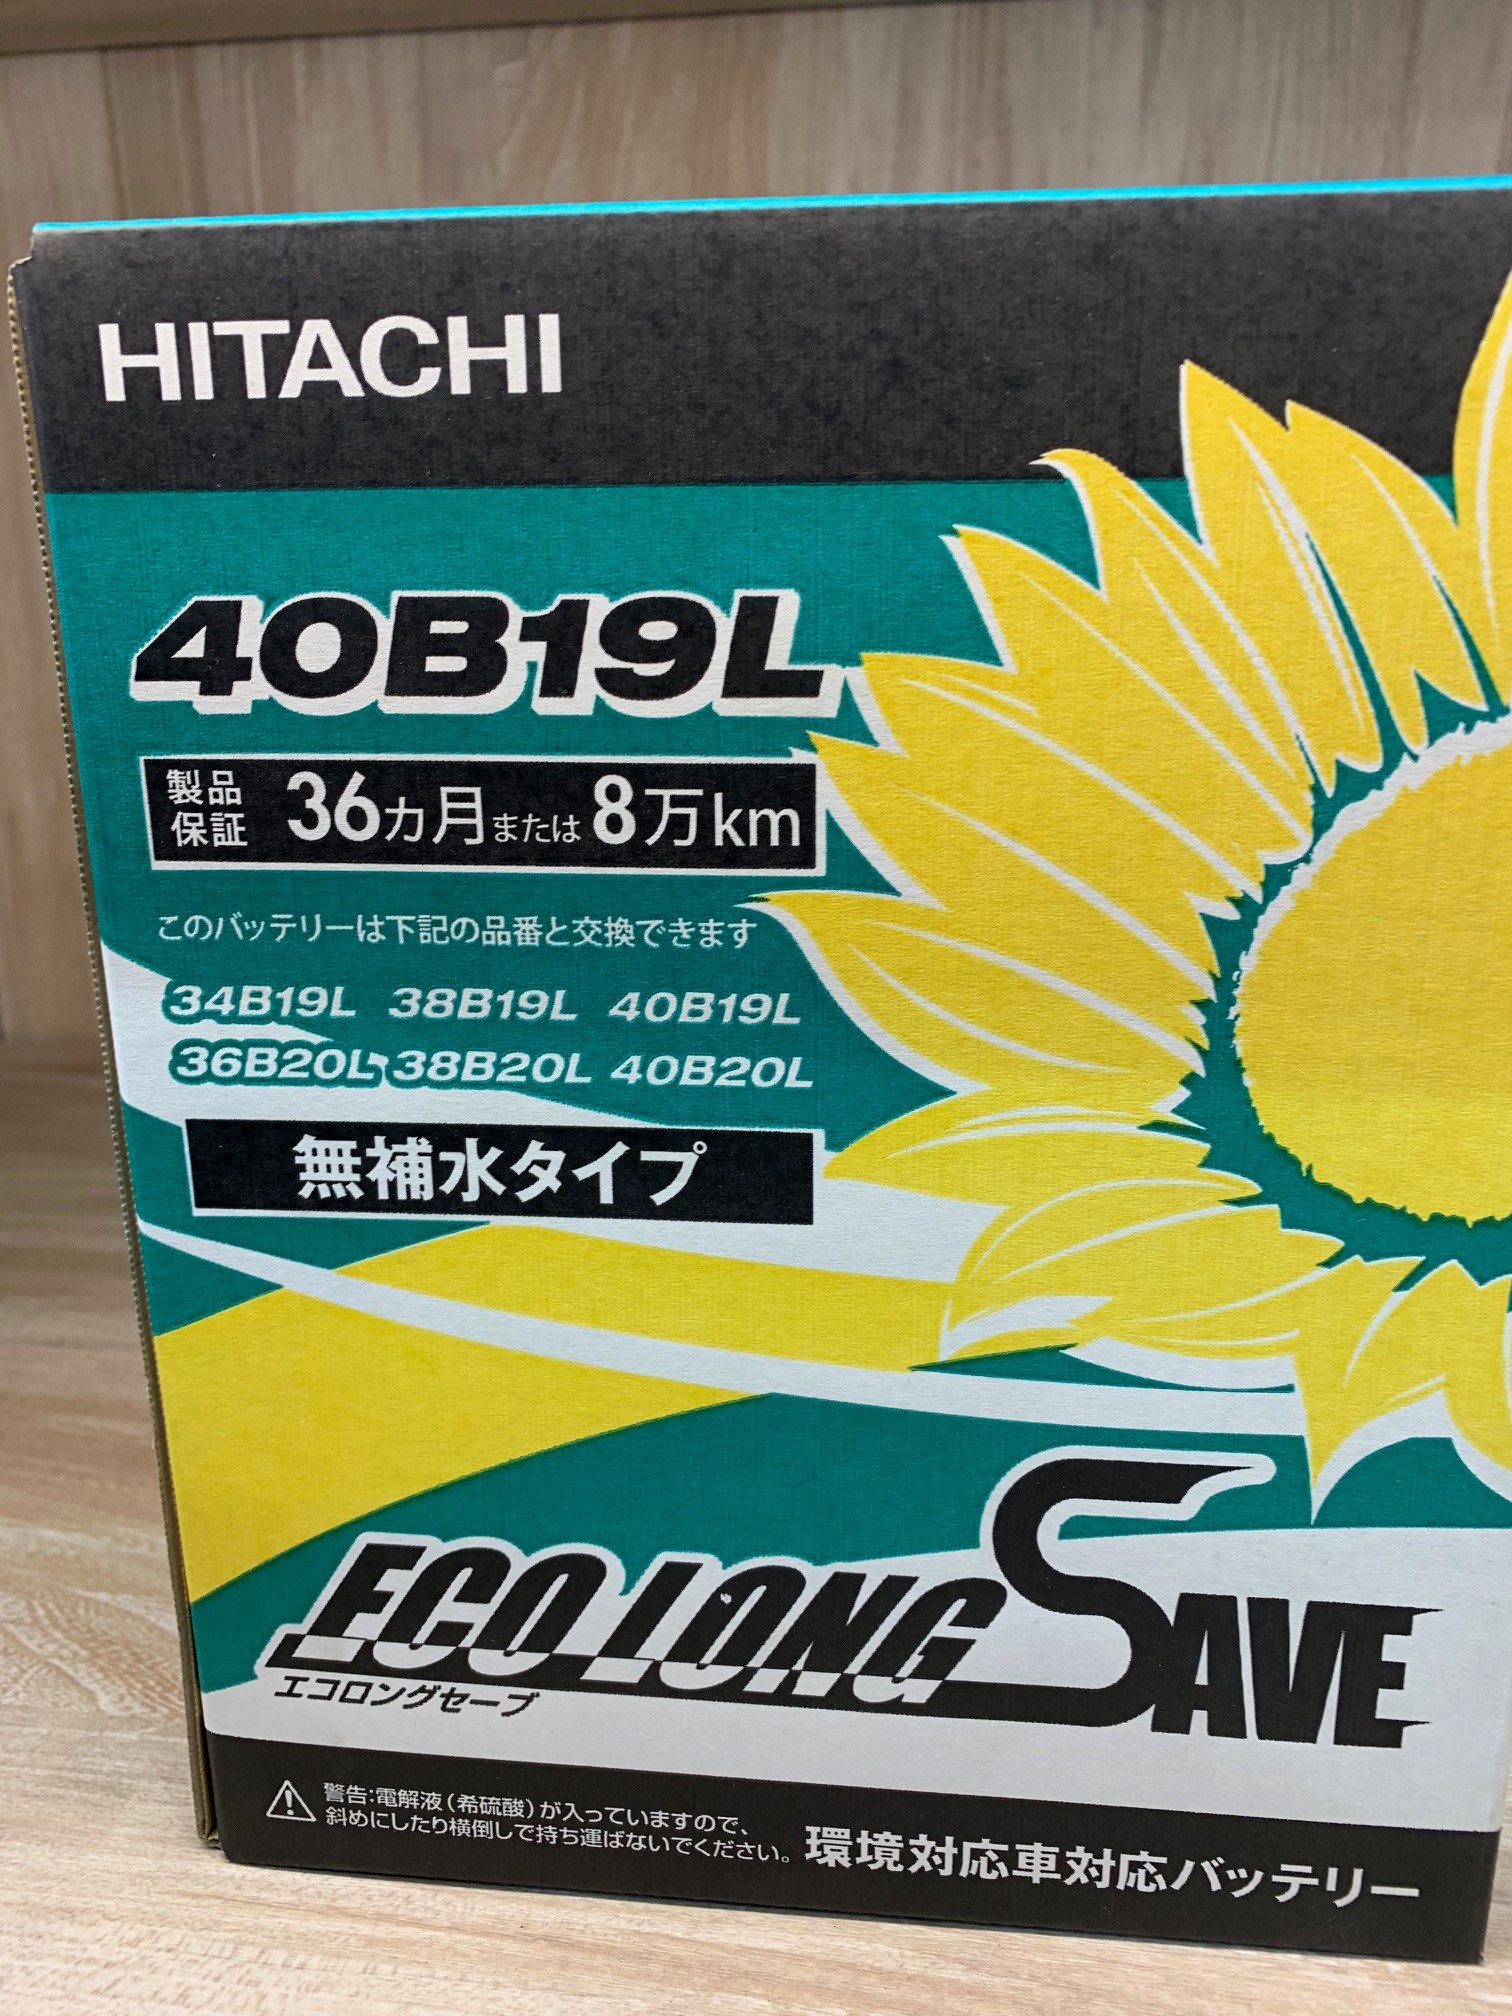 HITACHI
40B19L
製品保証 36カ月または8万km
このバッテリーは下記の品番と交換できます
34B19L 38B19L 40B19L
36B20L 38B20L 40B20L
無補水タイプ
ECO LONG SAVE
エコロングセーブ
警告:電解液(希硫酸)が入っていますので、
斜めにしたり横倒しで持ち運ばないでください。
環境対応車対応バッテリー